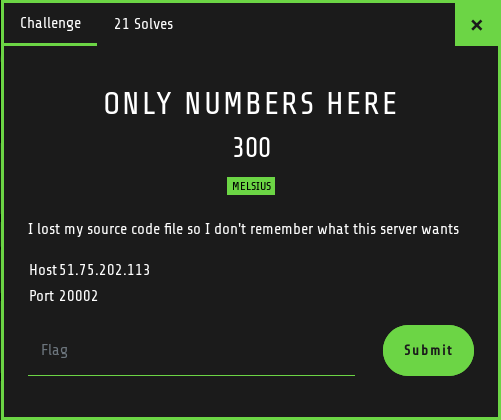 Challenge
21 Solves
×
ONLY NUMBERS HERE
300
MELSIUS
I lost my source code file so I don't remember what this server wants
Host 51.75.202.113
Port 20002
Flag
Submit